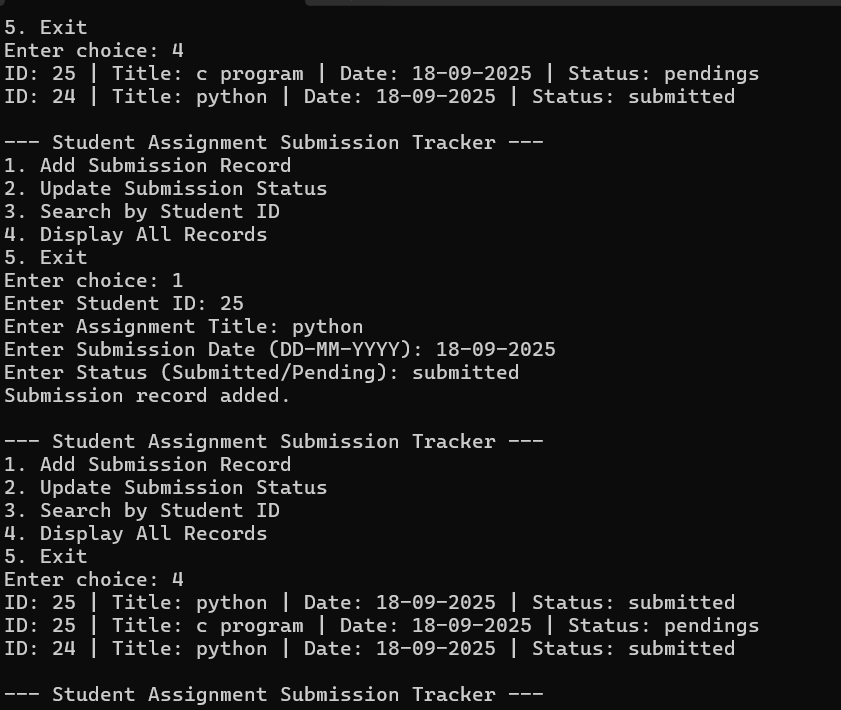 5. Exit
Enter choice: 4
ID: 25 | Title: c program | Date: 18-09-2025 | Status: pendings
ID: 24 | Title: python | Date: 18-09-2025 | Status: submitted
--- Student Assignment Submission Tracker ---
1. Add Submission Record
2. Update Submission Status
3. Search by Student ID
4. Display All Records
5. Exit
Enter choice: 1
Enter Student ID: 25
Enter Assignment Title: python
Enter Submission Date (DD-MM-YYYY): 18-09-2025
Enter Status (Submitted/Pending): submitted
Submission record added.
--- Student Assignment Submission Tracker ---
1. Add Submission Record
2. Update Submission Status
3. Search by Student ID
4. Display All Records
5. Exit
Enter choice: 4
ID: 25 | Title: python | Date: 18-09-2025 | Status: submitted
ID: 25 | Title: c program | Date: 18-09-2025 | Status: pendings
ID: 24 | Title: python | Date: 18-09-2025 | Status: submitted
--- Student Assignment Submission Tracker ---